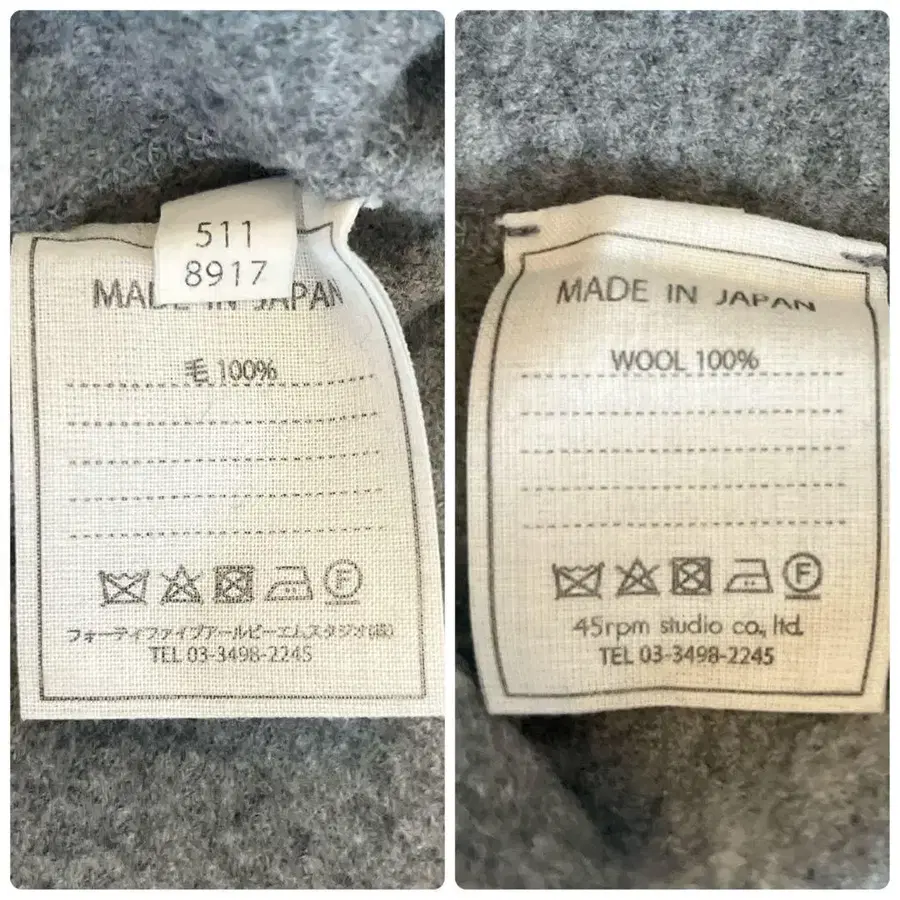 511
8917
MADE IN JAPAN
毛 100%
F
フォーティファイブアールピーエムスタジオ(株)
TEL 03-3498-2245
MADE IN JAPAN
WOOL 100%
F
45rpm studio co., ltd.
TEL 03-3498-2245